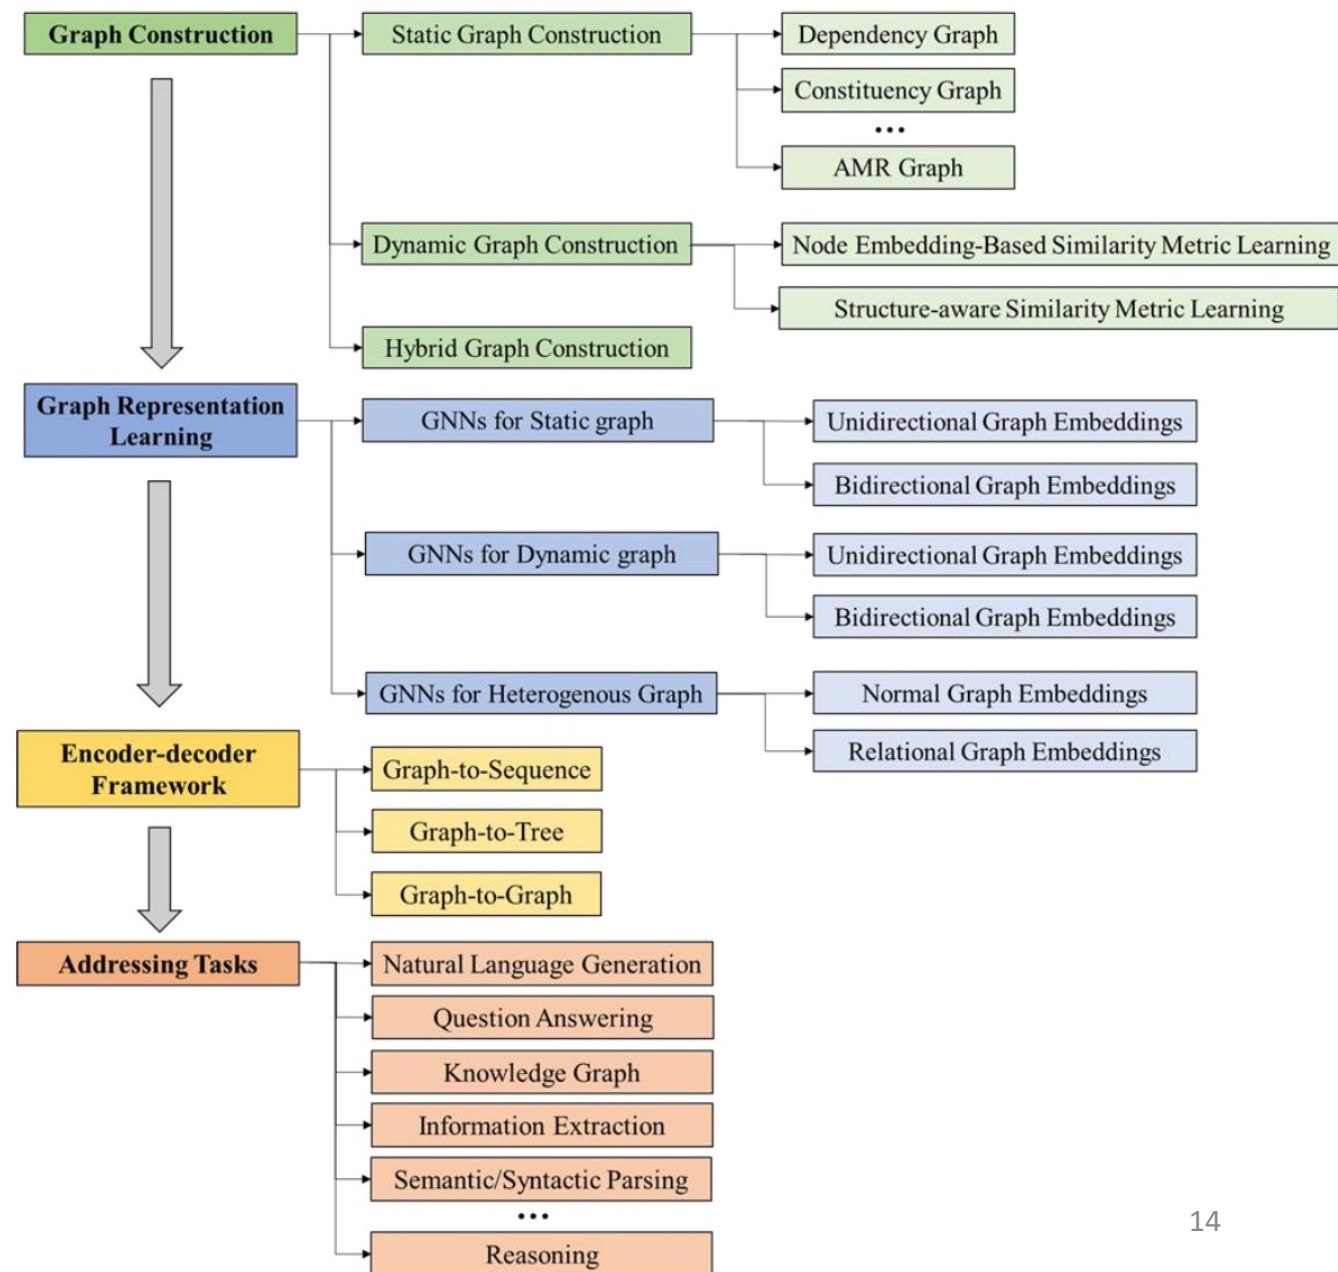 Graph Construction
Static Graph Construction
Dependency Graph
Constituency Graph
...
AMR Graph
Dynamic Graph Construction
Node Embedding-Based Similarity Metric Learning
Structure-aware Similarity Metric Learning
Hybrid Graph Construction
Graph Representation
Learning
GNNs for Static graph
Unidirectional Graph Embeddings
Bidirectional Graph Embeddings
GNNs for Dynamic graph
Unidirectional Graph Embeddings
Bidirectional Graph Embeddings
GNNs for Heterogenous Graph
Normal Graph Embeddings
Relational Graph Embeddings
Encoder-decoder
Framework
Graph-to-Sequence
Graph-to-Tree
Graph-to-Graph
Addressing Tasks
Natural Language Generation
Question Answering
Knowledge Graph
Information Extraction
Semantic/Syntactic Parsing
...
Reasoning
14